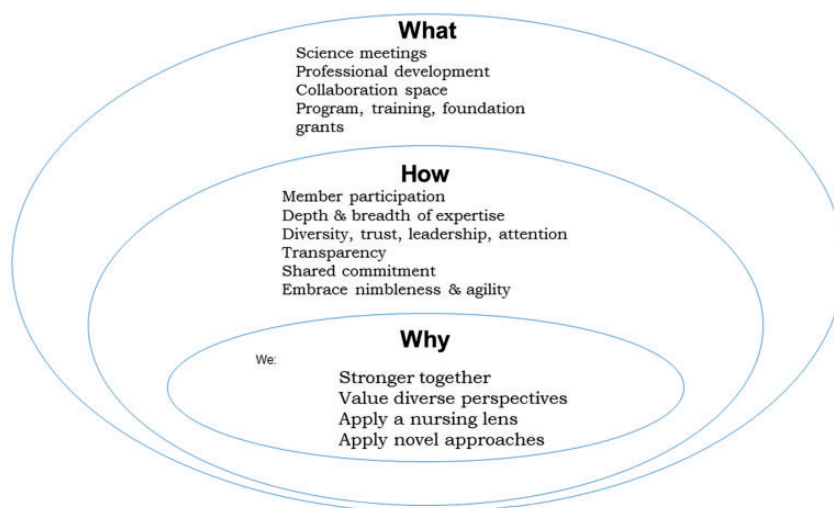 What
Science meetings
Professional development
Collaboration space
Program, training, foundation
grants
How
Member participation
Depth & breadth of expertise
Diversity, trust, leadership, attention
Transparency
Shared commitment
Embrace nimbleness & agility
Why
We:
Stronger together
Value diverse perspectives
Apply a nursing lens
Apply novel approaches